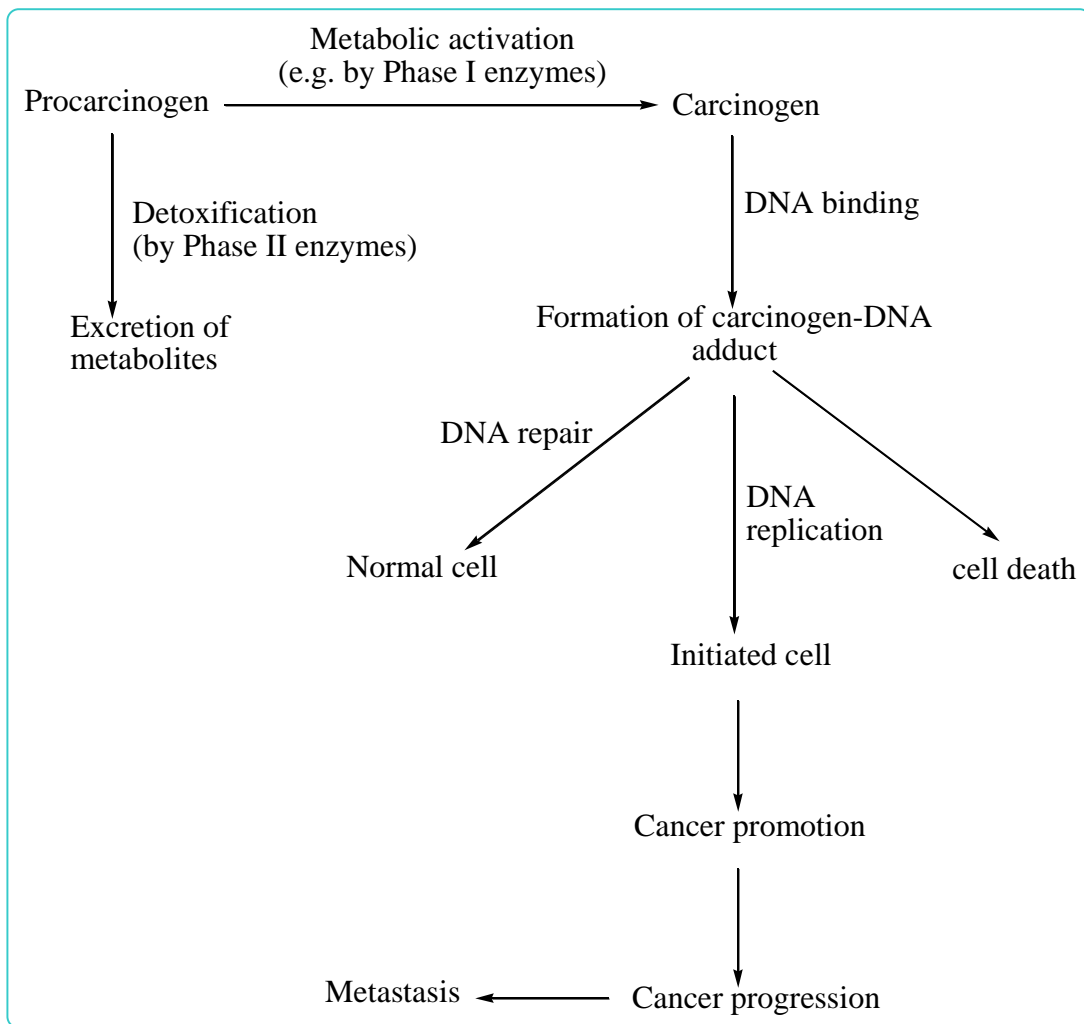 Metabolic activation
(e.g. by Phase I enzymes)
Procarcinogen
Carcinogen
Detoxification
(by Phase II enzymes)
DNA binding
Excretion of
metabolites
Formation of carcinogen-DNA
adduct
DNA repair
DNA
replication
Normal cell
cell death
Initiated cell
Cancer promotion
Metastasis
Cancer progression